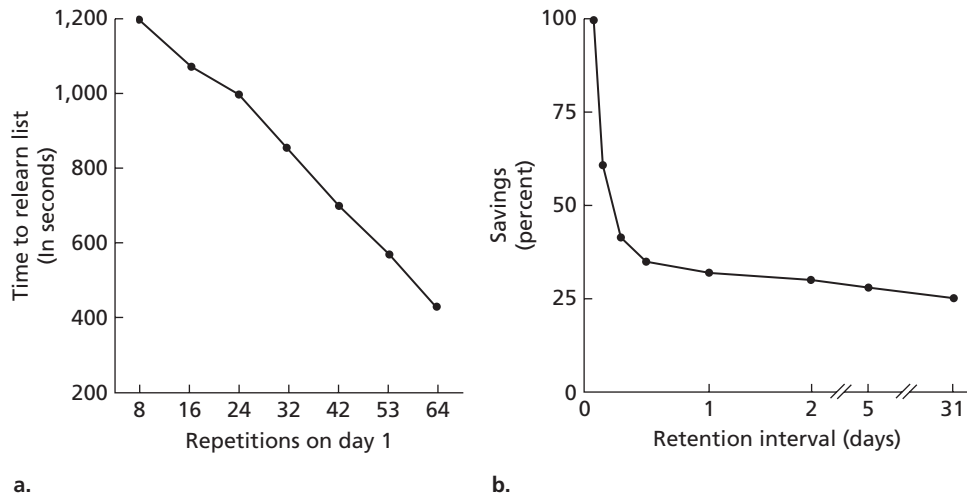 1,200
1,000
800
600
400
200
Time to relearn list
(In seconds)
8 16 24 32 42 53 64
Repetitions on day 1
a.
100
75
50
25
0
Savings
(percent)
0 1 2 5 31
Retention interval (days)
b.